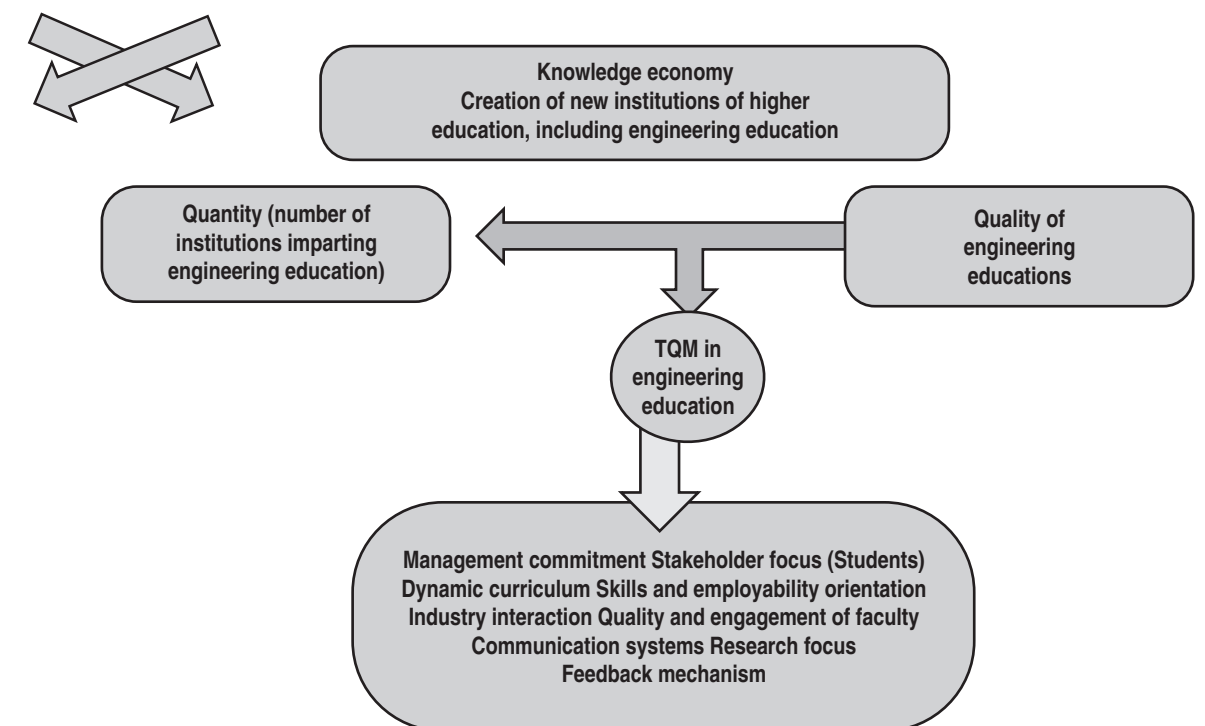 Knowledge economy
Creation of new institutions of higher
education, including engineering education
Quantity (number of
institutions imparting
engineering education)
Quality of
engineering
educations
TQM in
engineering
education
Management commitment Stakeholder focus (Students)
Dynamic curriculum Skills and employability orientation
Industry interaction Quality and engagement of faculty
Communication systems Research focus
Feedback mechanism